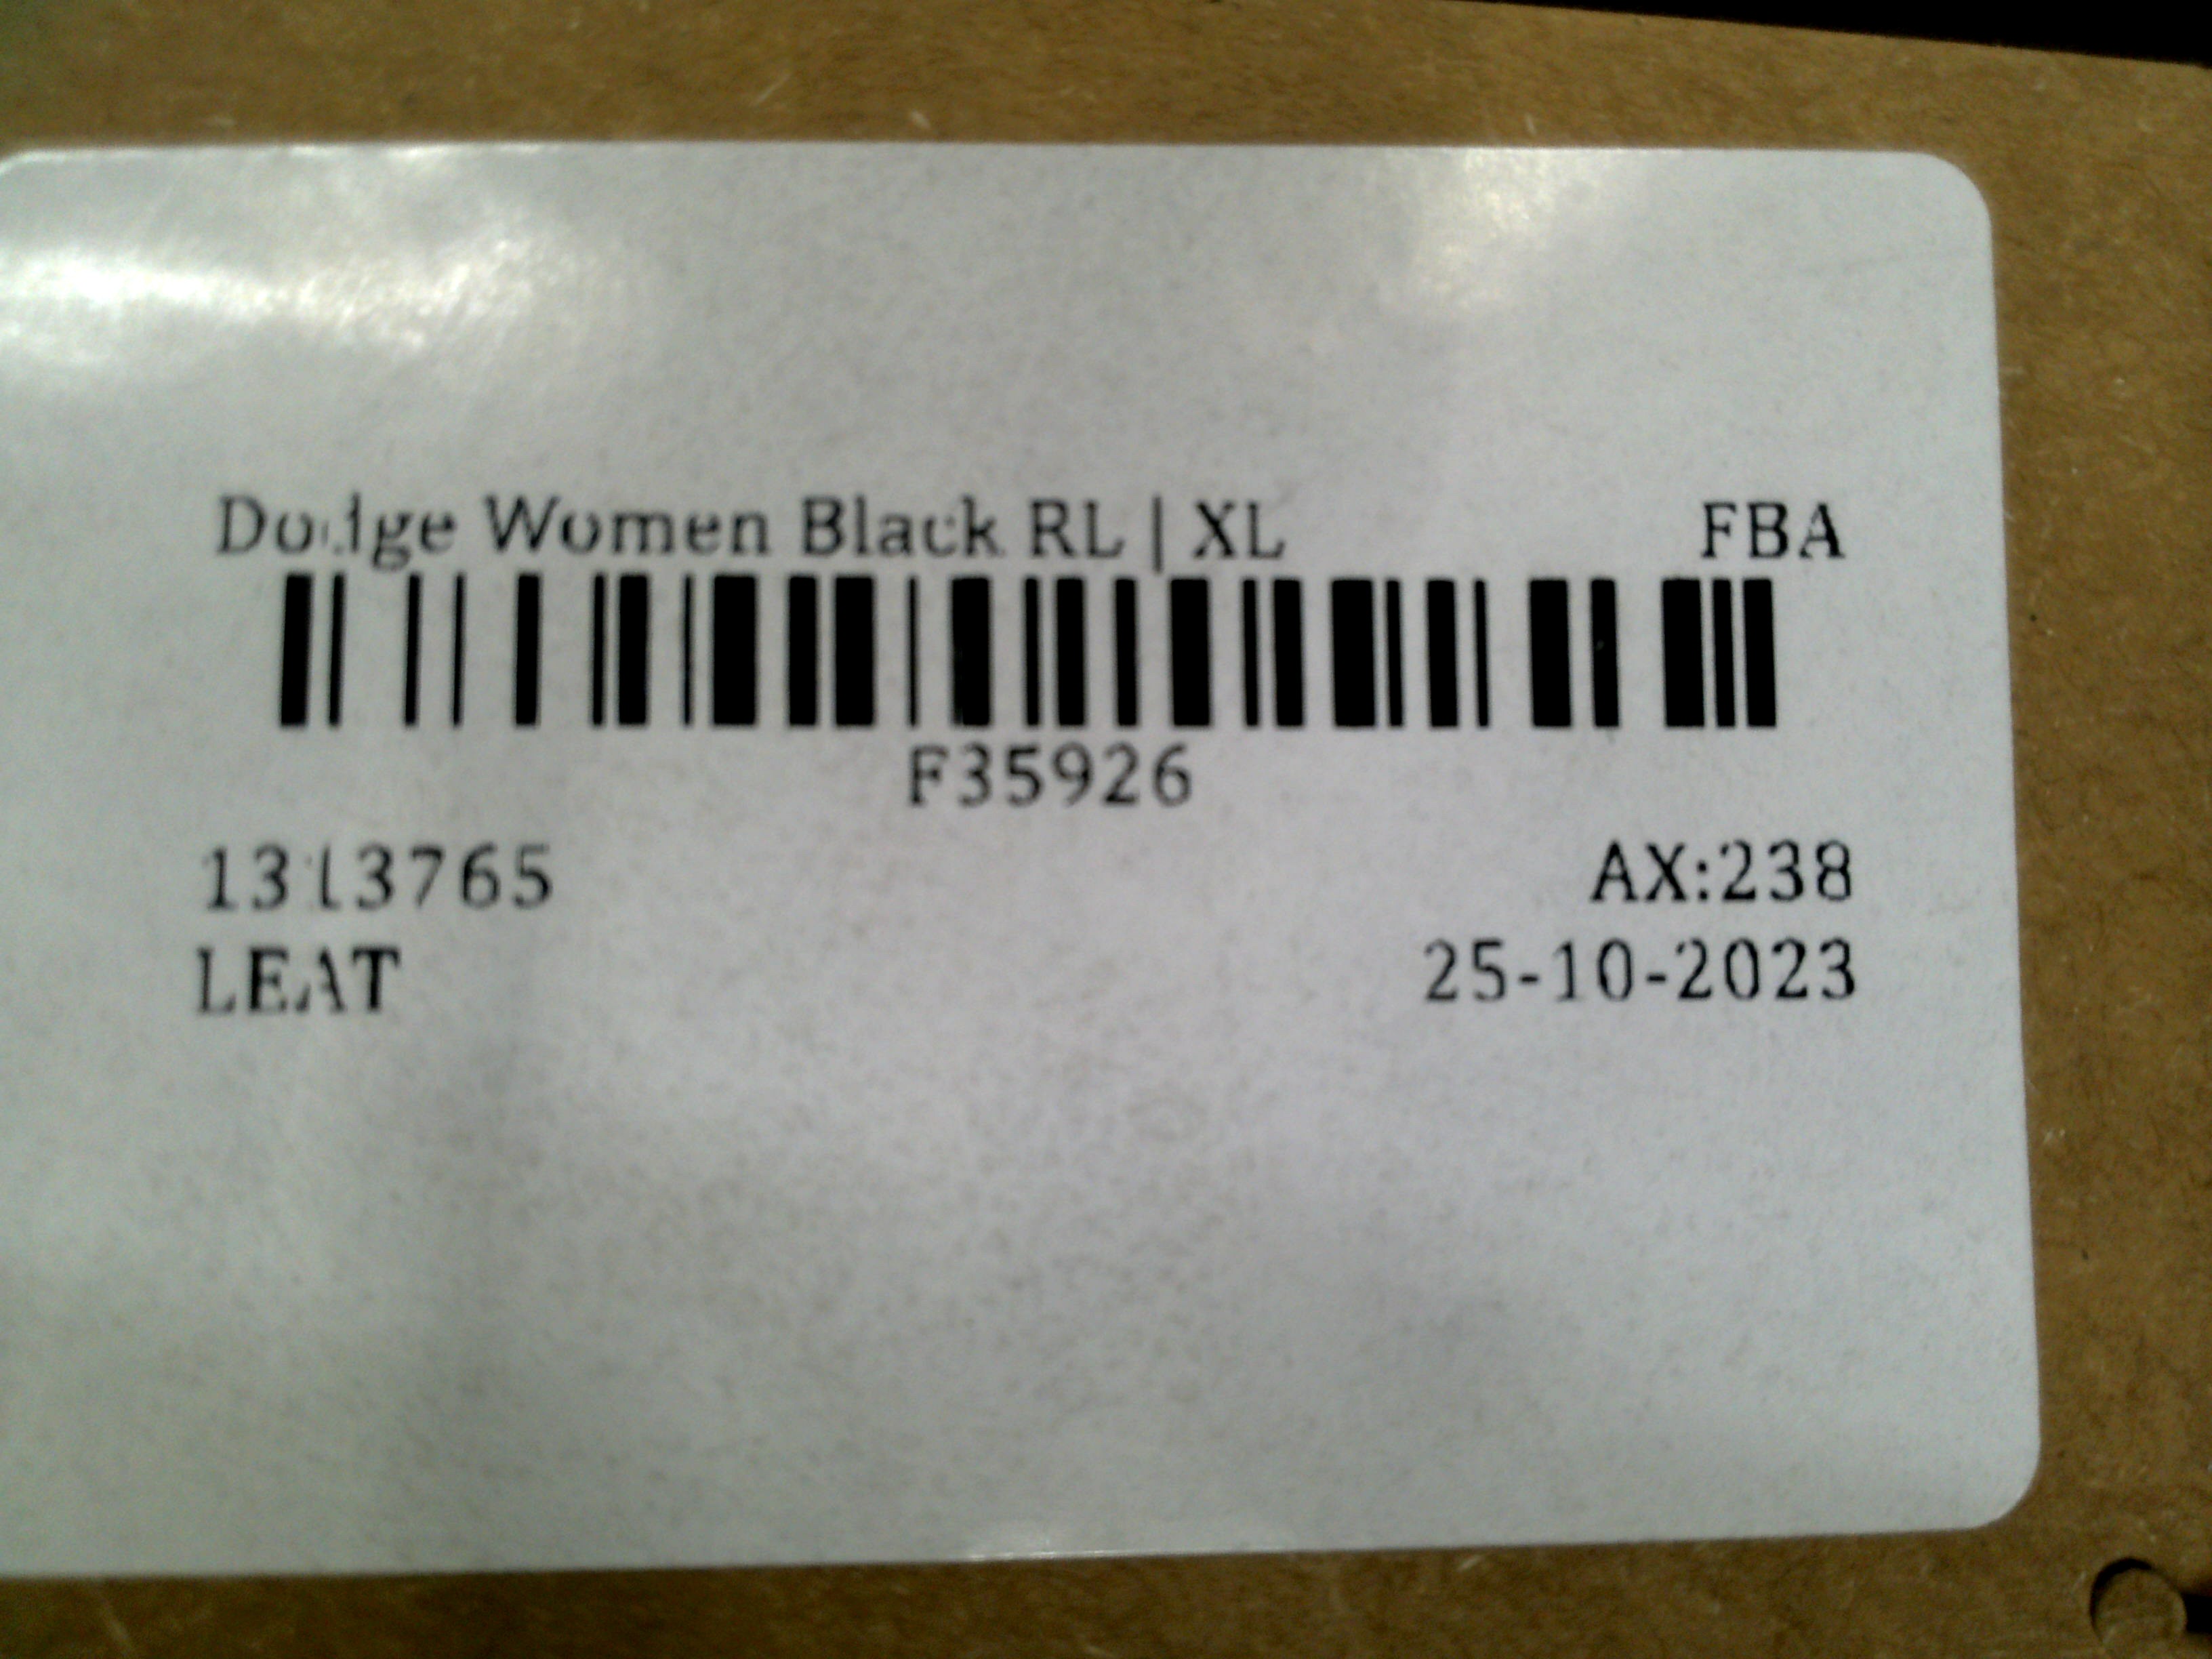 Dodge Women Black RL | XL FBA
F35926
1313765 AX:238
LEAT 25-10-2023